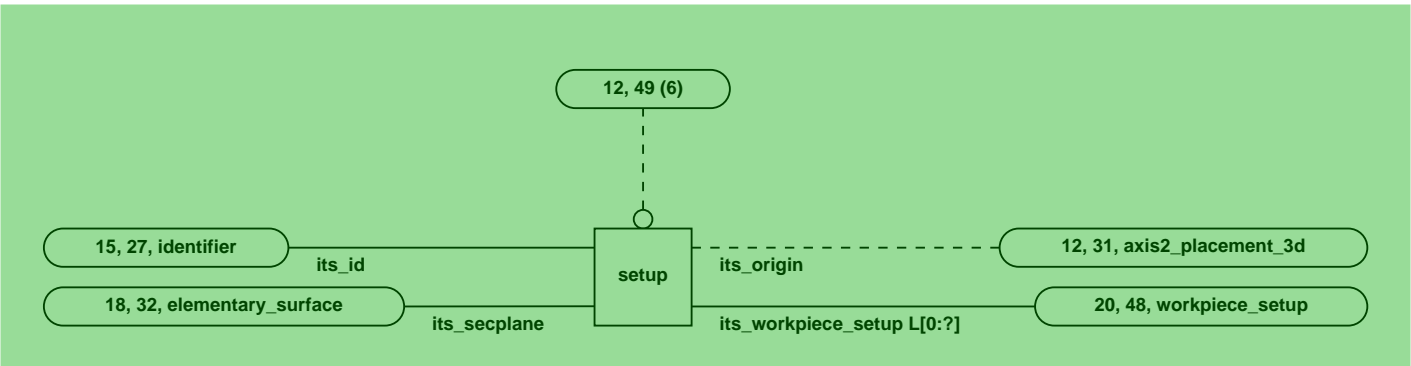 12, 49 (6)
15, 27, identifier
its_id
setup
its_origin
12, 31, axis2_placement_3d
18, 32, elementary_surface
its_secplane
its_workpiece_setup L[0:?]
20, 48, workpiece_setup